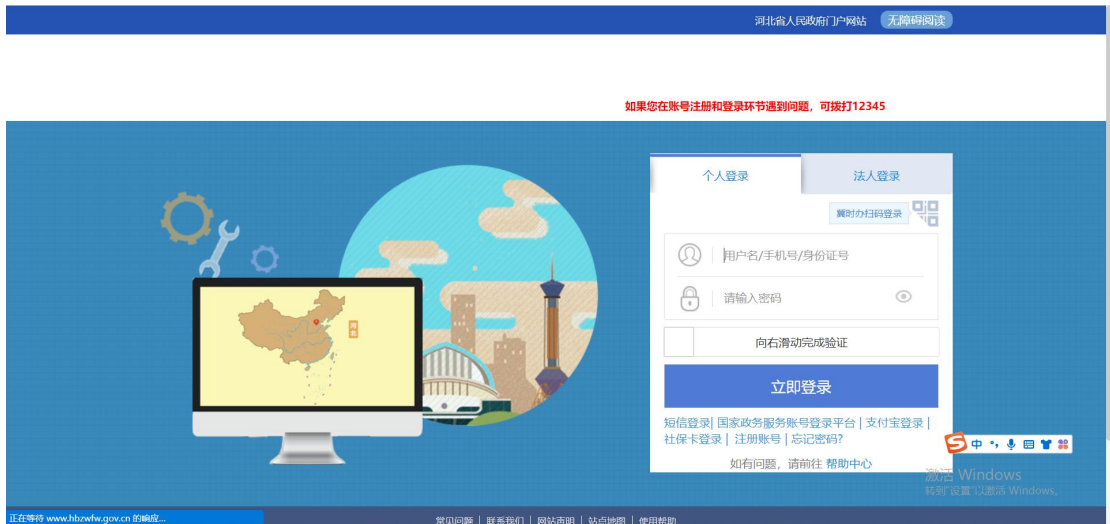 河北省人民政府门户网站 无障碍阅读
如果您在账号注册和登录环节遇到问题，可拨打12345
个人登录 法人登录
冀时办扫码登录
用户名/手机号/身份证号
河北
请输入密码
向右滑动完成验证
立即登录
短信登录| 国家政务服务账号登录平台 | 支付宝登录 |
社保卡登录 | 注册账号 | 忘记密码?
中
如有问题，请前往 帮助中心
激活 Windows
转到"设置"以激活 Windows。
正在等待 www.hbzwfw.gov.cn 的响应...
常见问题 | 联系我们 | 网站声明 | 站点地图 | 使用帮助